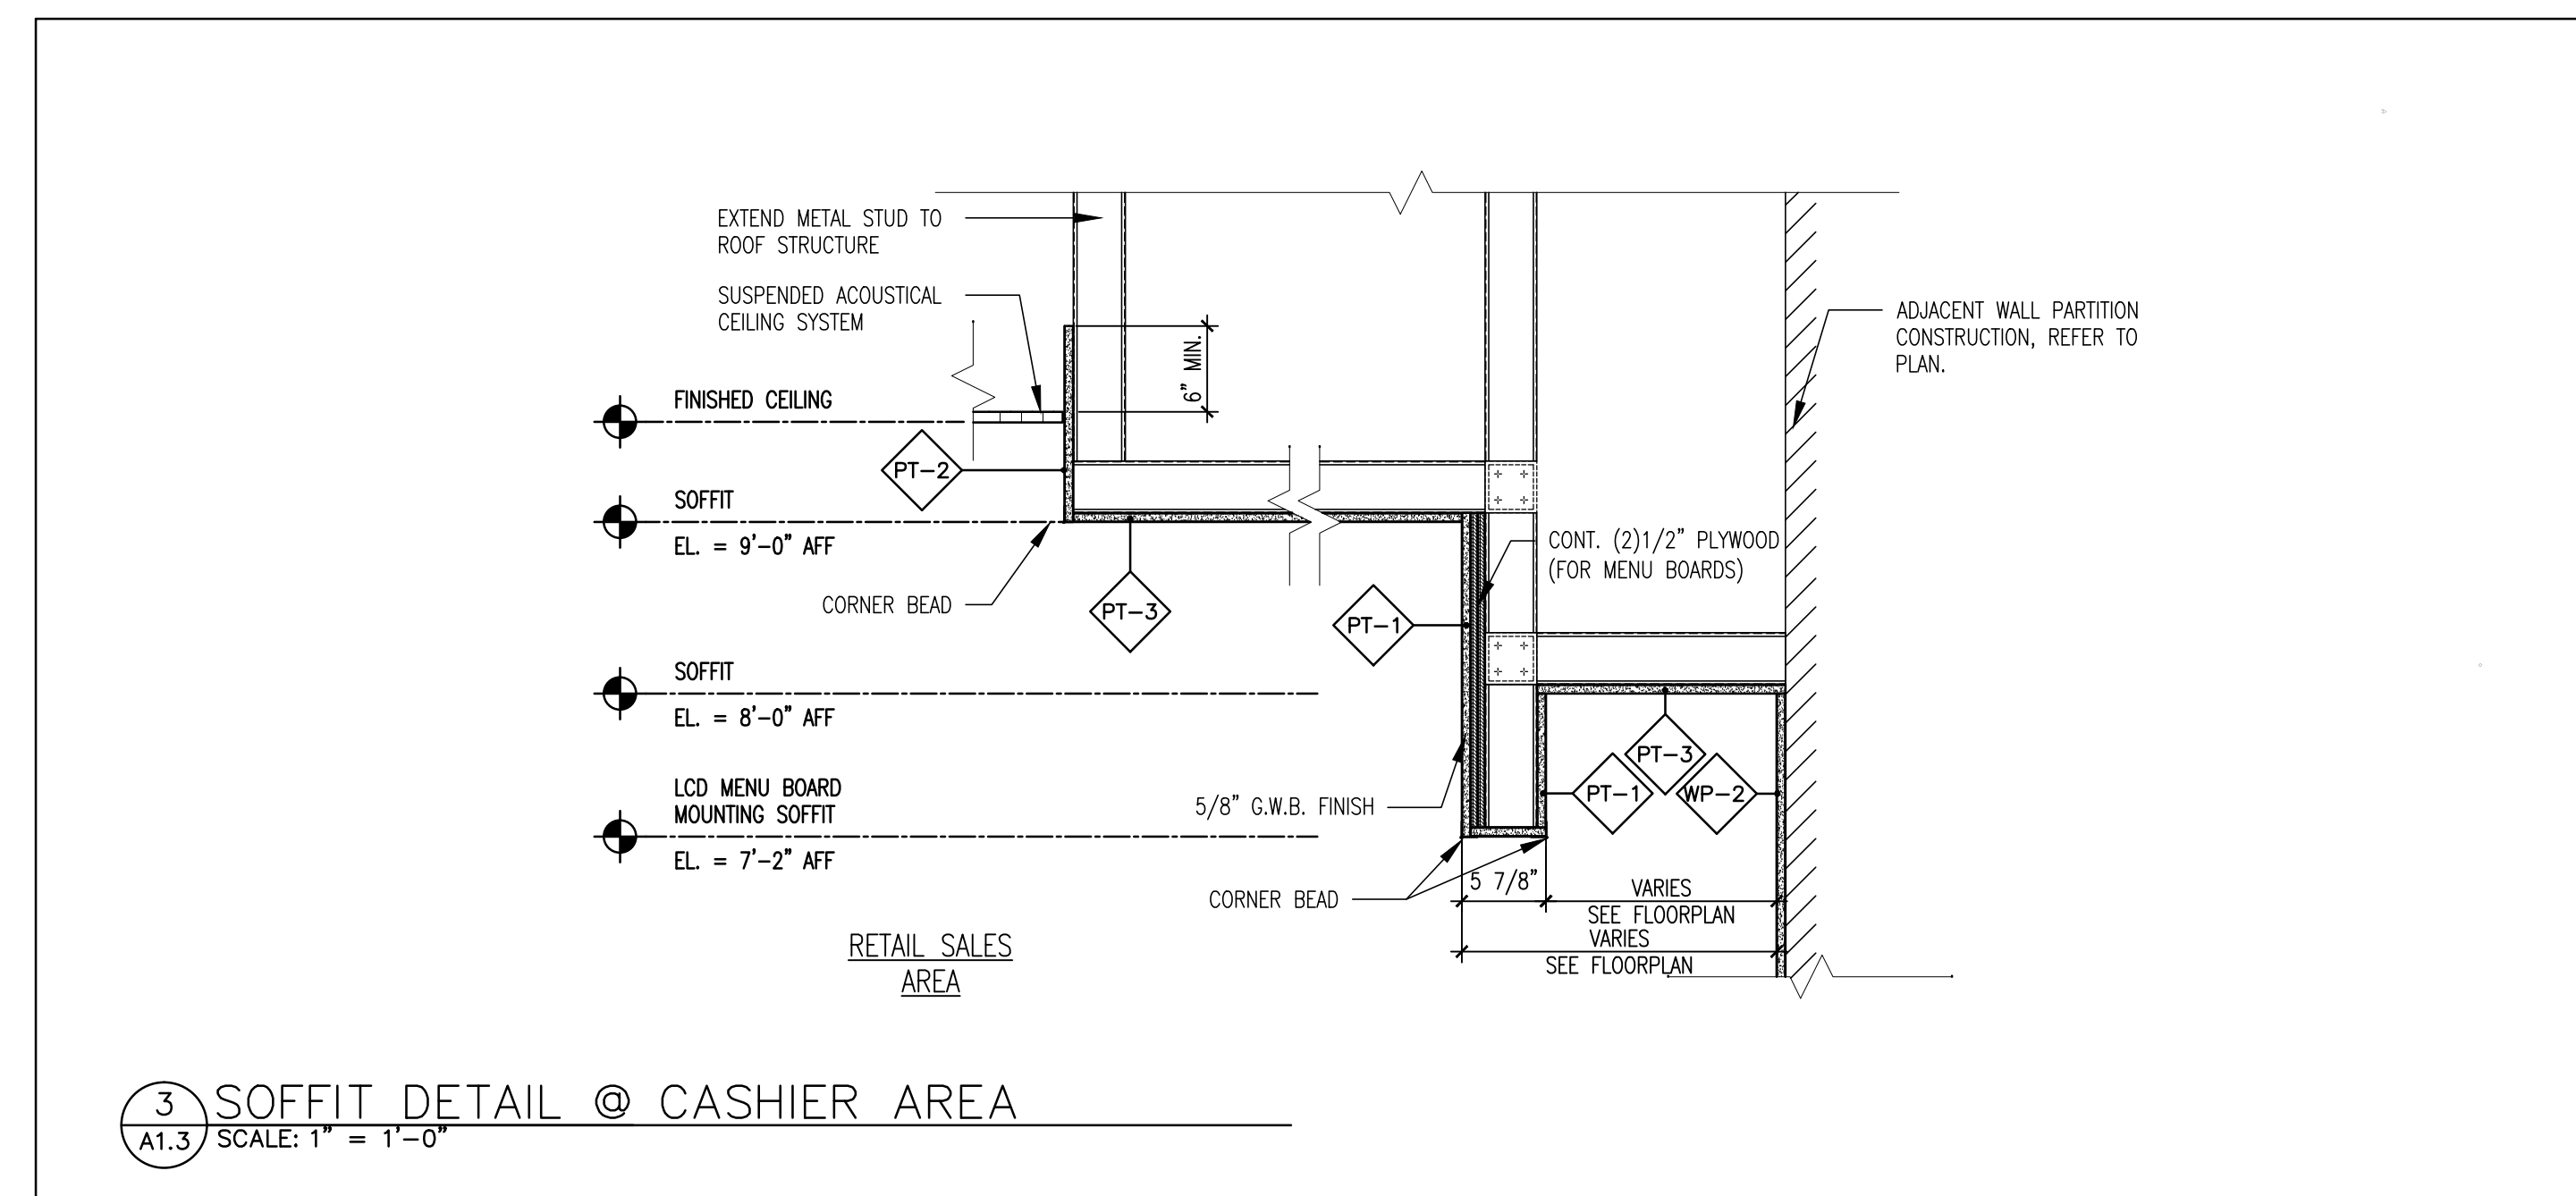 EXTEND METAL STUD TO
ROOF STRUCTURE
SUSPENDED ACOUSTICAL
CEILING SYSTEM
6" MIN.
ADJACENT WALL PARTITION
CONSTRUCTION, REFER TO
PLAN.
FINISHED CEILING
PT-2
SOFFIT
EL. = 9'-0" AFF
CORNER BEAD
PT-3
PT-1
CONT. (2)1/2" PLYWOOD
(FOR MENU BOARDS)
SOFFIT
EL. = 8'-0" AFF
PT-3
PT-1
WP-2
LCD MENU BOARD
MOUNTING SOFFIT
EL. = 7'-2" AFF
5/8" G.W.B. FINISH
CORNER BEAD
5 7/8"
VARIES
SEE FLOORPLAN
VARIES
SEE FLOORPLAN
RETAIL SALES
AREA
3
A1.3
SOFFIT DETAIL @ CASHIER AREA
SCALE: 1" = 1'-0"